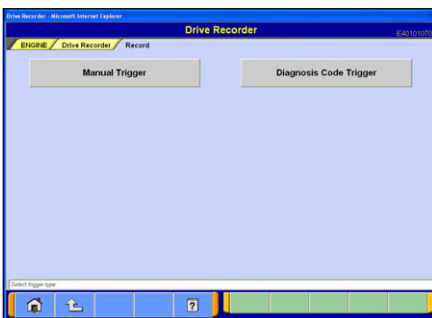 Drive Recorder - Microsoft Internet Explorer
Drive Recorder
E40101070
ENGINE Drive Recorder Record
Manual Trigger Diagnosis Code Trigger
Select trigger type
?